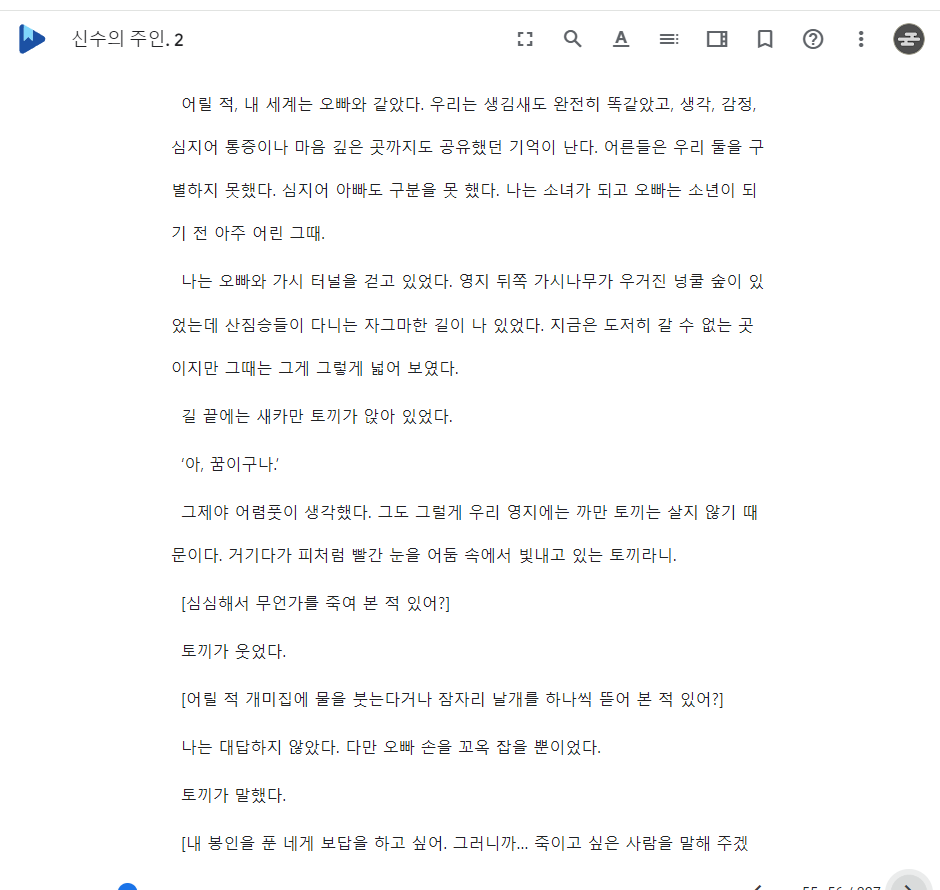 신수의 주인. 2
어릴 적, 내 세계는 오빠와 같았다. 우리는 생김새도 완전히 똑같았고, 생각, 감정,
심지어 통증이나 마음 깊은 곳까지도 공유했던 기억이 난다. 어른들은 우리 둘을 구
별하지 못했다. 심지어 아빠도 구분을 못 했다. 나는 소녀가 되고 오빠는 소년이 되
기 전 아주 어린 그때.
나는 오빠와 가시 터널을 걷고 있었다. 영지 뒤쪽 가시나무가 우거진 넝쿨 숲이 있
었는데 산짐승들이 다니는 자그마한 길이 나 있었다. 지금은 도저히 갈 수 없는 곳
이지만 그때는 그게 그렇게 넓어 보였다.
길 끝에는 새카만 토끼가 앉아 있었다.
‘아, 꿈이구나.’
그제야 어렴풋이 생각했다. 그도 그럴게 우리 영지에는 까만 토끼는 살지 않기 때
문이다. 거기다가 피처럼 빨간 눈을 어둠 속에서 빛내고 있는 토끼라니.
[심심해서 무언가를 죽여 본 적 있어?]
토끼가 웃었다.
[어릴 적 개미집에 물을 붓는다거나 잠자리 날개를 하나씩 뜯어 본 적 있어?]
나는 대답하지 않았다. 다만 오빠 손을 꼬옥 잡을 뿐이었다.
토끼가 말했다.
[내 봉인을 푼 네게 보답을 하고 싶어. 그러니까... 죽이고 싶은 사람을 말해 주겠